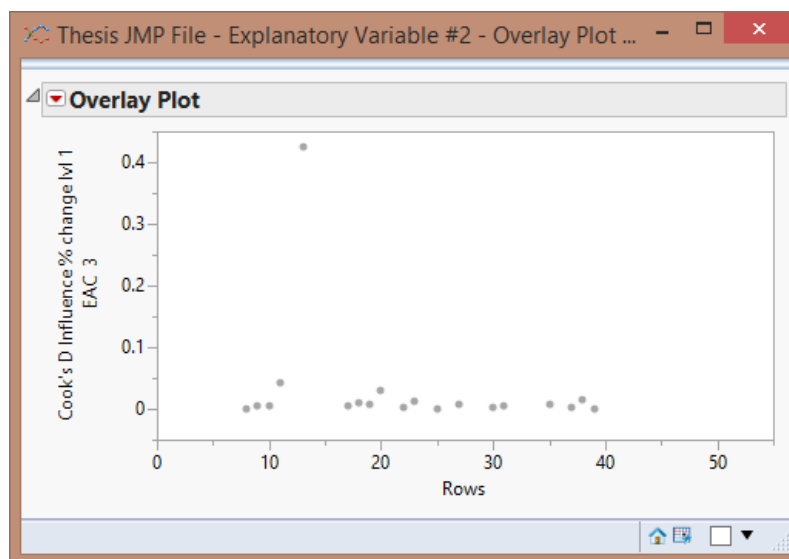 Thesis JMP File - Explanatory Variable #2 - Overlay Plot ...
Overlay Plot
Cook's D Influence % change lvl 1
EAC 3
0.4
0.3
0.2
0.1
0
0 10 20 30 40 50
Rows